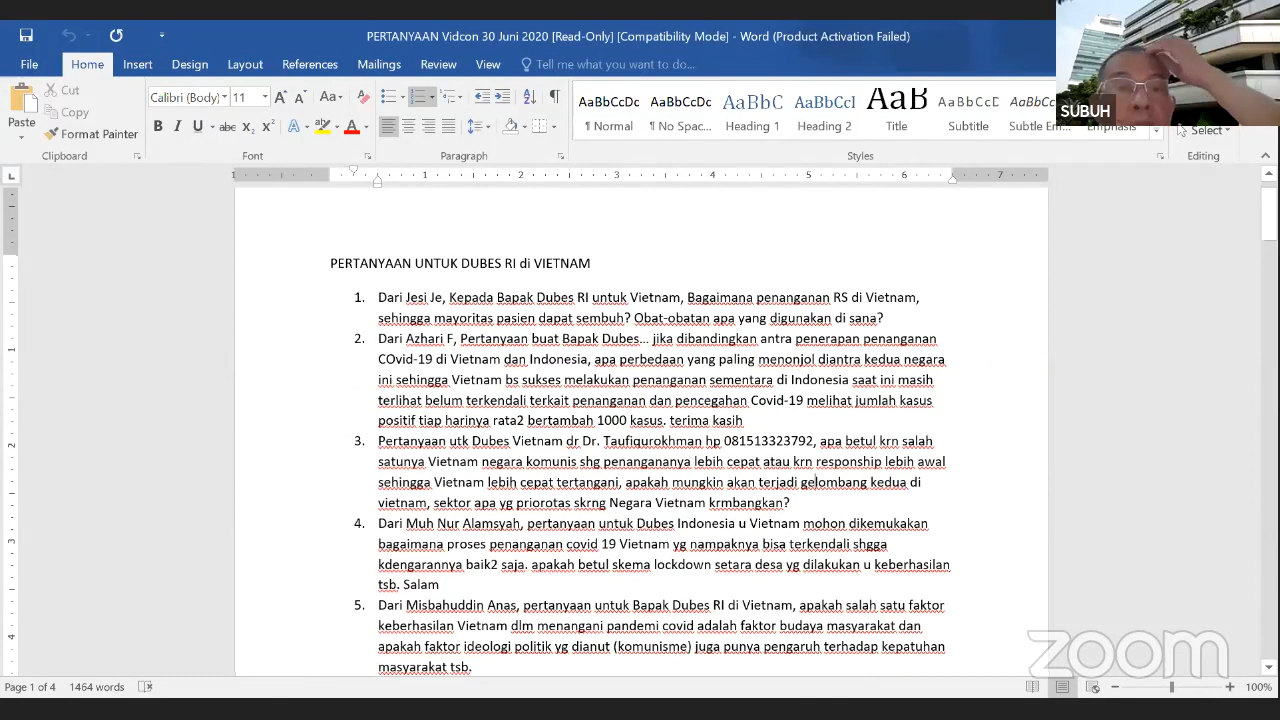 PERTANYAAN Vidcon 30 Juni 2020 [Read-Only] [Compatibility Mode] - Word (Product Activation Failed)
File Home Insert Design Layout References Mailings Review View Tell me what you want to do...
SUBUH
Cut
Copy
Format Painter
Paste
Clipboard
Calibri (Body) 11
Font
Paragraph
AaBbCcDc AaBbCcDc AaBbC AaBbCcI AaB AaBbCcD AaBbCc
¶ Normal ¶ No Spac... Heading 1 Heading 2 Title Subtitle Subtle Em...
Styles
Select
Editing
1 1 2 3 4 5 6 7
PERTANYAAN UNTUK DUBES RI di VIETNAM
1. Dari Jesi Je, Kepada Bapak Dubes RI untuk Vietnam, Bagaimana penanganan RS di Vietnam,
sehingga mayoritas pasien dapat sembuh? Obat-obatan apa yang digunakan di sana?
2. Dari Azhari F, Pertanyaan buat Bapak Dubes... jika dibandingkan antra penerapan penanganan
COvid-19 di Vietnam dan Indonesia, apa perbedaan yang paling menonjol diantra kedua negara
ini sehingga Vietnam bs sukses melakukan penanganan sementara di Indonesia saat ini masih
terlihat belum terkendali terkait penanganan dan pencegahan Covid-19 melihat jumlah kasus
positif tiap harinya rata2 bertambah 1000 kasus. terima kasih
3. Pertanyaan utk Dubes Vietnam dr Dr. Taufiqurokhman hp 081513323792, apa betul krn salah
satunya Vietnam negara komunis shg penangananya lebih cepat atau krn responship lebih awal
sehingga Vietnam lebih cepat tertangani, apakah mungkin akan terjadi gelombang kedua di
vietnam, sektor apa yg priorotas skrng Negara Vietnam krmbangkan?
4. Dari Muh Nur Alamsyah, pertanyaan untuk Dubes Indonesia u Vietnam mohon dikemukakan
bagaimana proses penanganan covid 19 Vietnam yg nampaknya bisa terkendali shgga
kdengarannya baik2 saja. apakah betul skema lockdown setara desa yg dilakukan u keberhasilan
tsb. Salam
5. Dari Misbahuddin Anas, pertanyaan untuk Bapak Dubes RI di Vietnam, apakah salah satu faktor
keberhasilan Vietnam dlm menangani pandemi covid adalah faktor budaya masyarakat dan
apakah faktor ideologi politik yg dianut (komunisme) juga punya pengaruh terhadap kepatuhan
masyarakat tsb.
zoom
Page 1 of 4 1464 words 100%